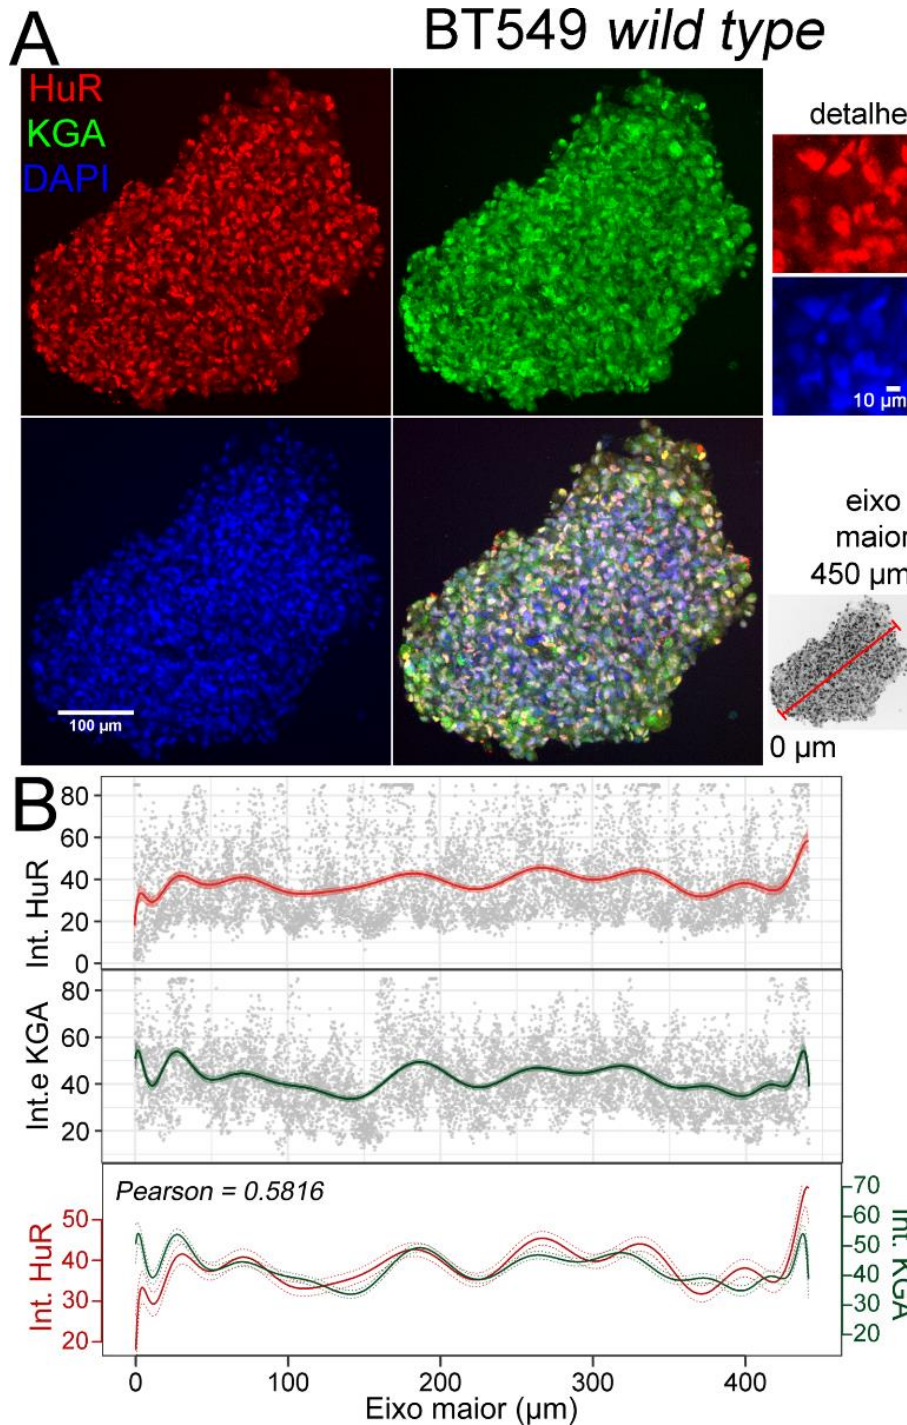 A
BT549 wild type
HuR
KGA
DAPI
detalhe
10 µm
100 µm
eixo
maior
450 µm
0 µm
B
Int. HuR
80
60
40
20
0
Int.e KGA
80
60
40
20
Pearson = 0.5816
Int. HuR
50
40
30
20
70
60
50
40
30
20
Int. KGA
0
100
200
300
400
Eixo maior (µm)